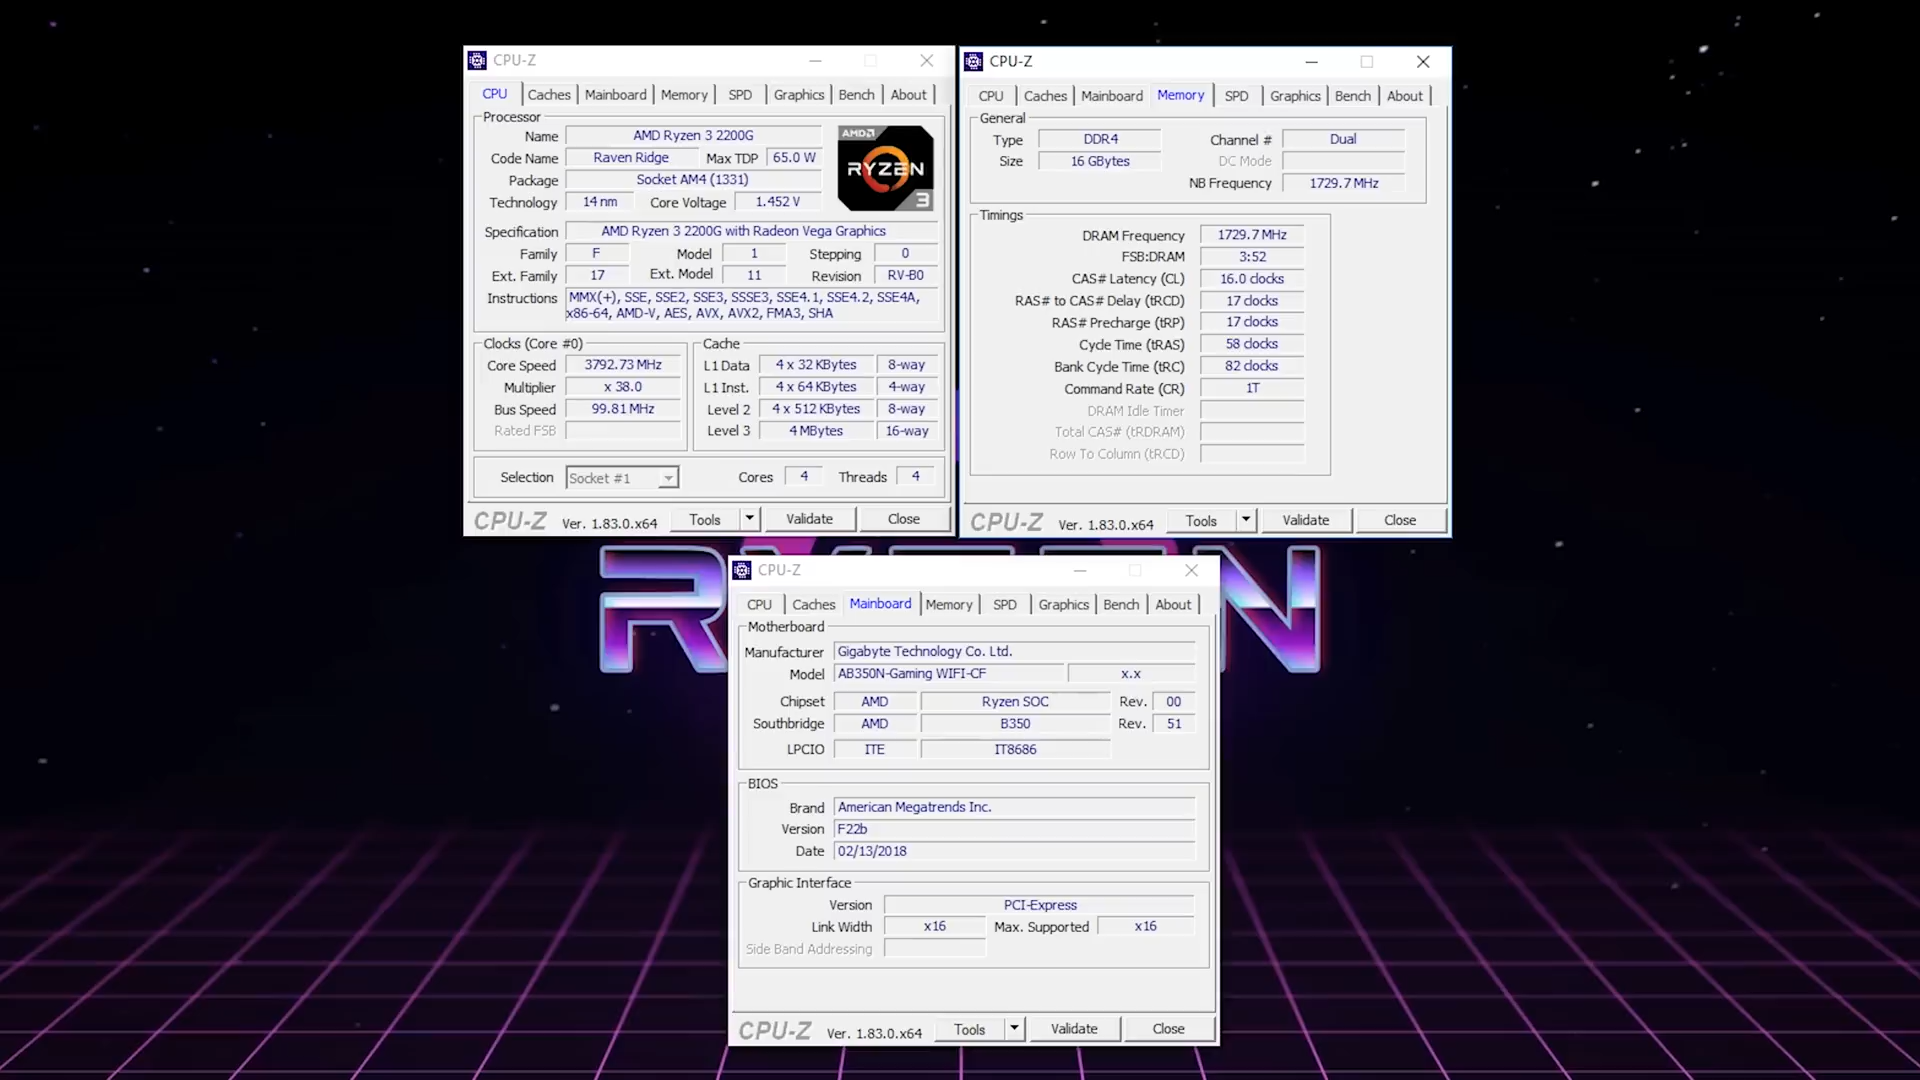 CPU-Z
CPU Caches Mainboard Memory SPD Graphics Bench About
Processor
Name AMD Ryzen 3 2200G
Code Name Raven Ridge Max TDP 65.0 W
Package Socket AM4 (1331)
Technology 14 nm Core Voltage 1.452 V
AMD
RYZEN
3
Specification AMD Ryzen 3 2200G with Radeon Vega Graphics
Family F Model 1 Stepping 0
Ext. Family 17 Ext. Model 11 Revision RV-B0
Instructions MMX(+), SSE, SSE2, SSE3, SSSE3, SSE4.1, SSE4.2, SSE4A,
x86-64, AMD-V, AES, AVX, AVX2, FMA3, SHA
Clocks (Core #0)
Core Speed 3792.73 MHz
Multiplier x 38.0
Bus Speed 99.81 MHz
Rated FSB
Cache
L1 Data 4 x 32 KBytes 8-way
L1 Inst. 4 x 64 KBytes 4-way
Level 2 4 x 512 KBytes 8-way
Level 3 4 MBytes 16-way
Selection Socket #1 Cores 4 Threads 4
CPU-Z Ver. 1.83.0.x64 Tools Validate Close
CPU-Z
CPU Caches Mainboard Memory SPD Graphics Bench About
General
Type DDR4 Channel # Dual
Size 16 GBytes DC Mode
NB Frequency 1729.7 MHz
Timings
DRAM Frequency 1729.7 MHz
FSB:DRAM 3:52
CAS# Latency (CL) 16.0 clocks
RAS# to CAS# Delay (tRCD) 17 clocks
RAS# Precharge (tRP) 17 clocks
Cycle Time (tRAS) 58 clocks
Bank Cycle Time (tRC) 82 clocks
Command Rate (CR) 1T
DRAM Idle Timer
Total CAS# (tRDRAM)
Row To Column (tRCD)
CPU-Z Ver. 1.83.0.x64 Tools Validate Close
CPU-Z
CPU Caches Mainboard Memory SPD Graphics Bench About
Motherboard
Manufacturer Gigabyte Technology Co. Ltd.
Model AB350N-Gaming WIFI-CF x.x
Chipset AMD Ryzen SOC Rev. 00
Southbridge AMD B350 Rev. 51
LPCIO ITE IT8686
BIOS
Brand American Megatrends Inc.
Version F22b
Date 02/13/2018
Graphic Interface
Version PCI-Express
Link Width x16 Max. Supported x16
Side Band Addressing
CPU-Z Ver. 1.83.0.x64 Tools Validate Close